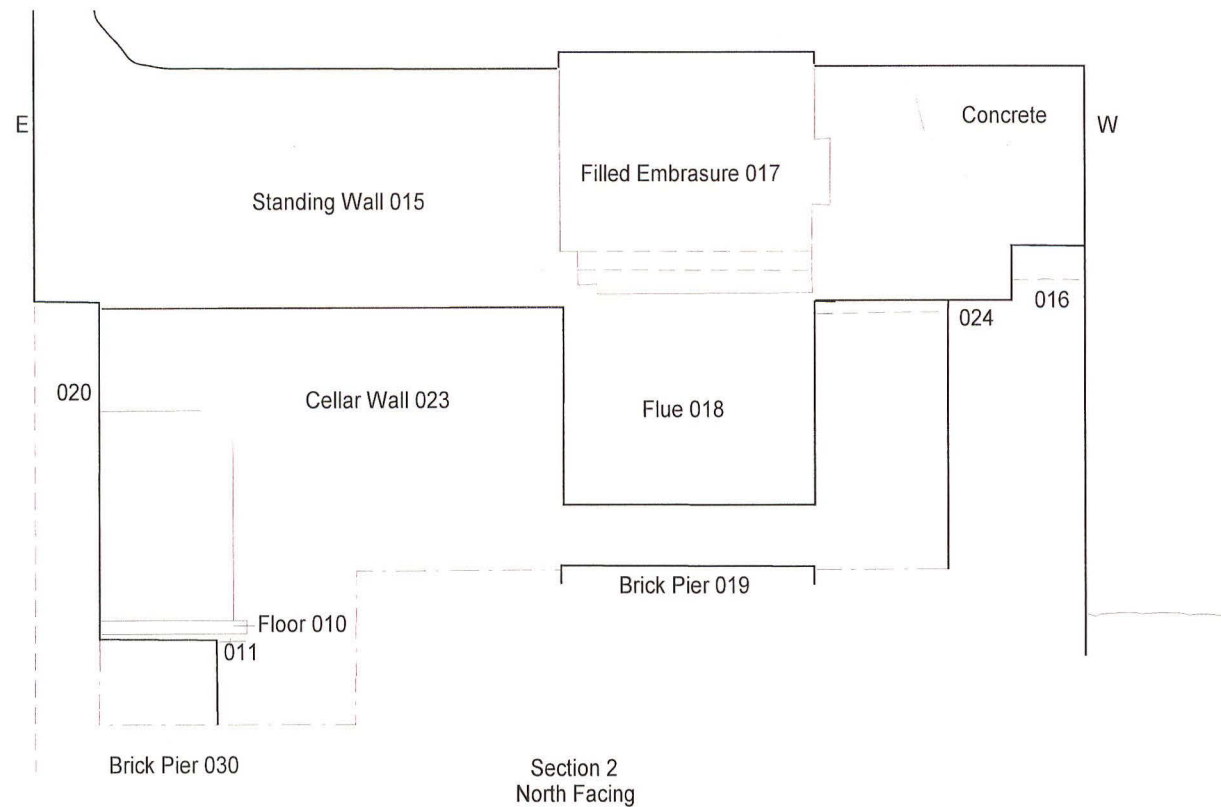 E
Concrete
W
Filled Embrasure 017
Standing Wall 015
016
024
020
Cellar Wall 023
Flue 018
Brick Pier 019
Floor 010
011
Brick Pier 030
Section 2
North Facing